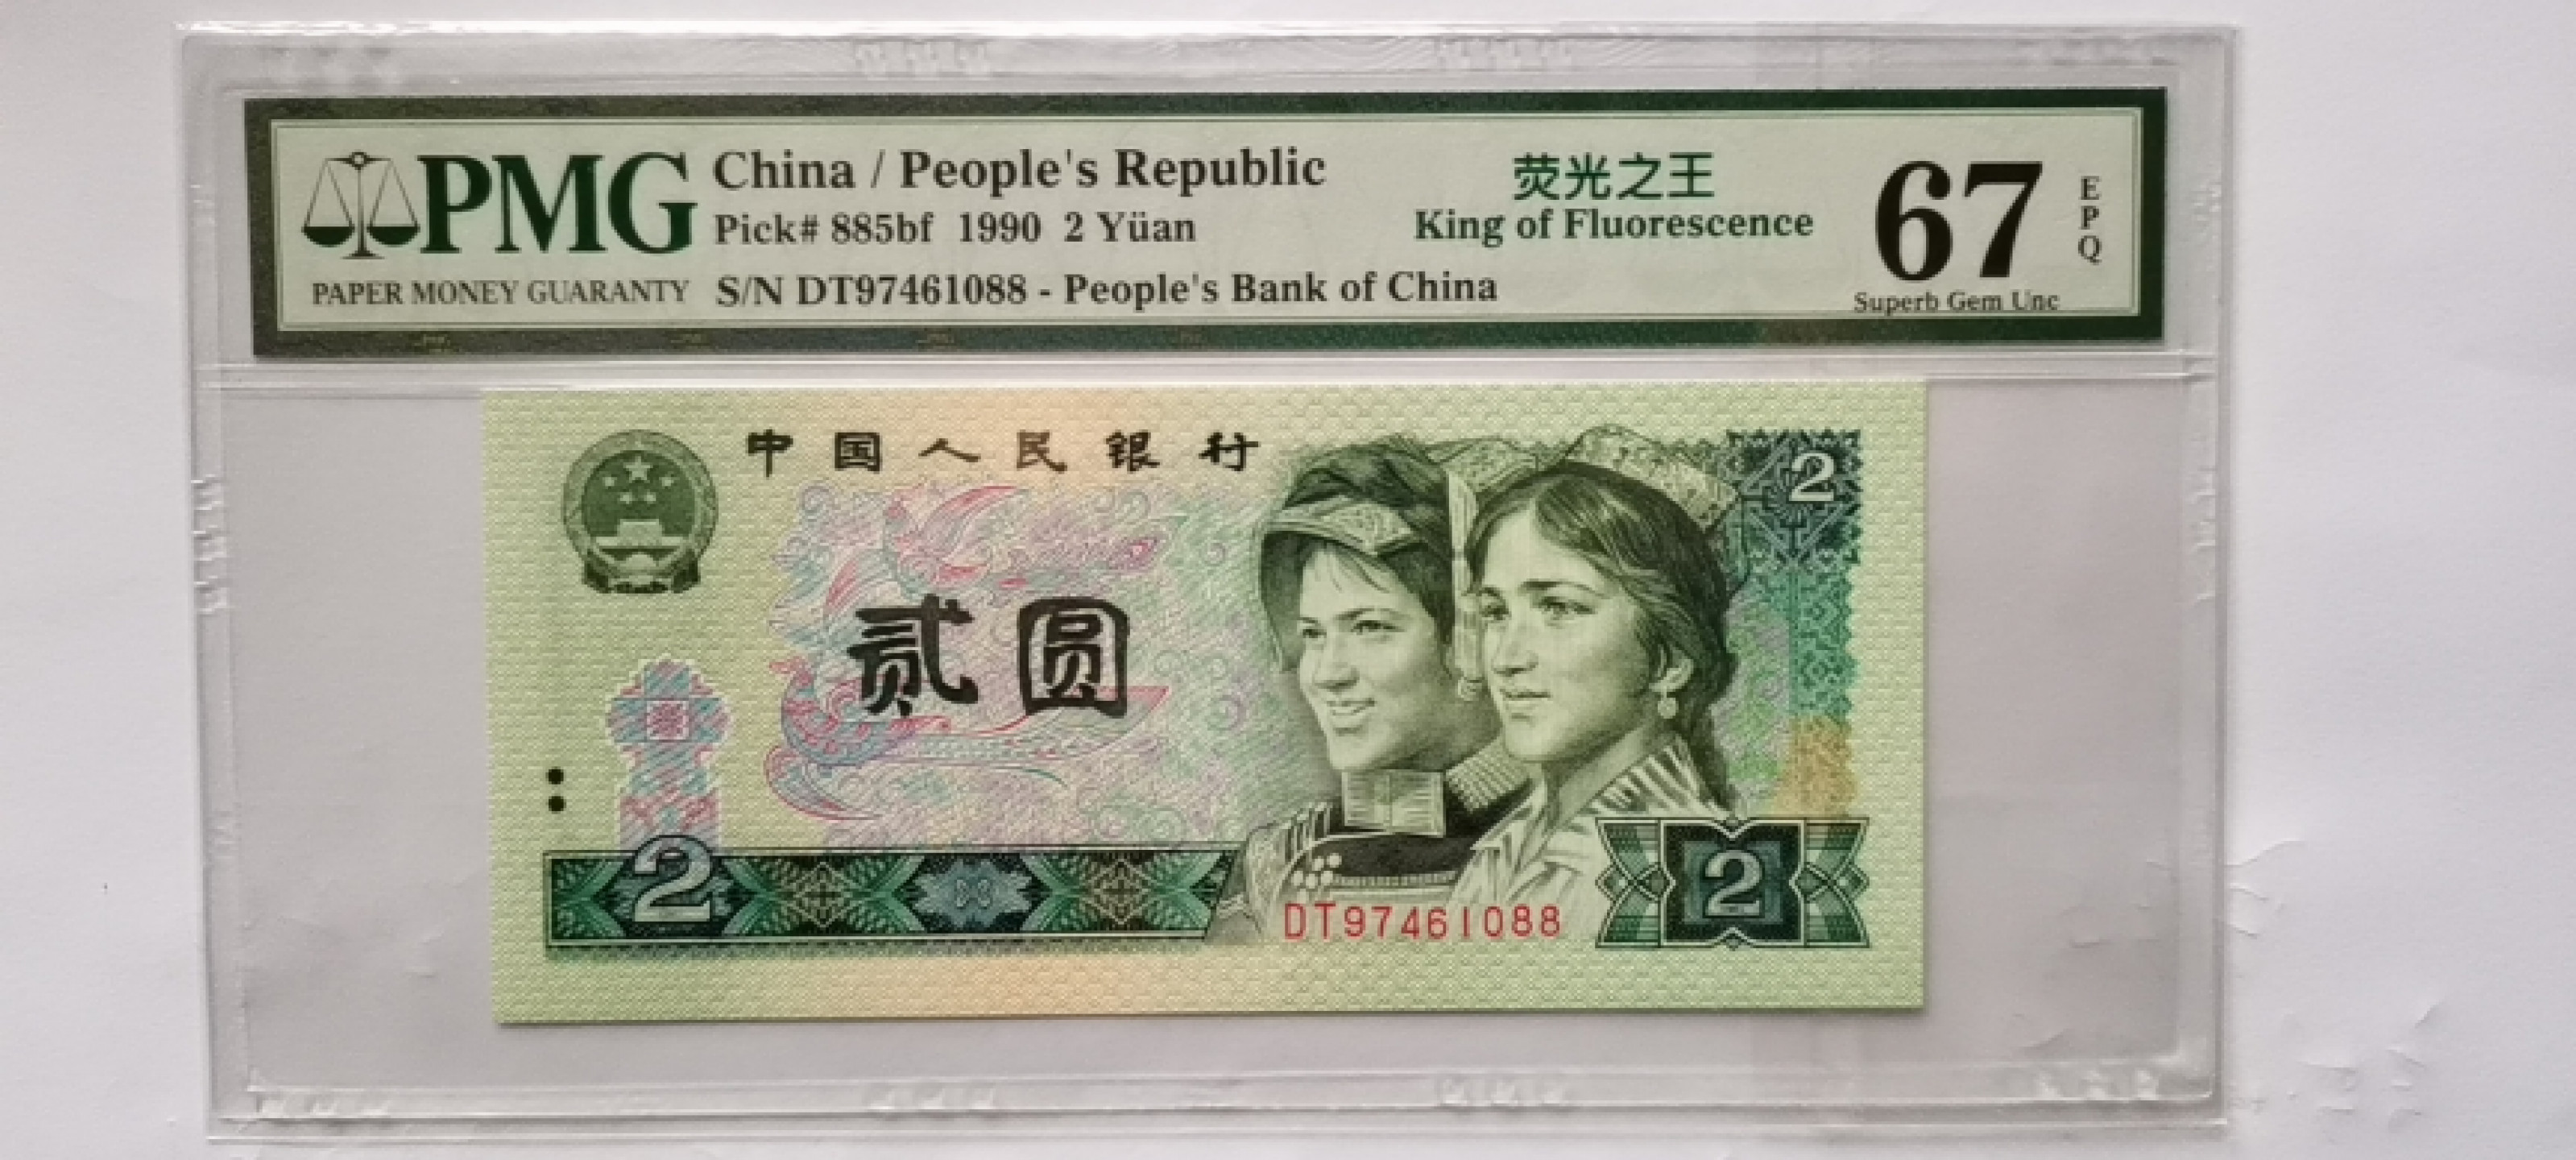 PMG
PAPER MONEY GUARANTY
China / People's Republic
Pick# 885bf 1990 2 Yüan
S/N DT97461088 - People's Bank of China
荧光之王
King of Fluorescence
67
EPQ
Superb Gem Unc
中国人民银行
2
贰圆
2
2
DT97461088